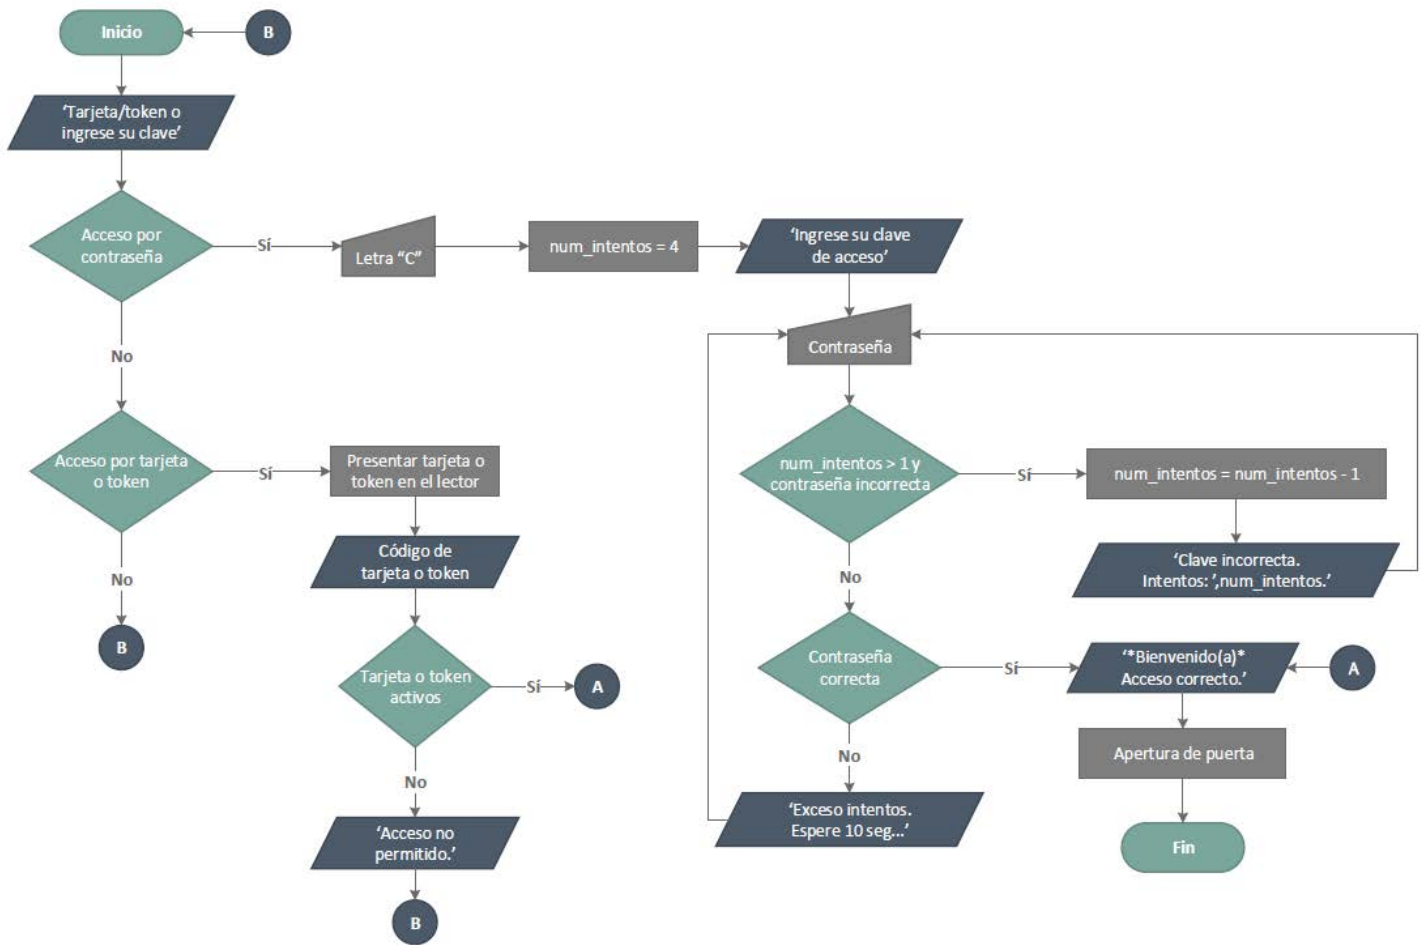 Inicio
B
‘Tarjeta/token o
ingrese su clave’
Acceso por
contraseña
Sí
Letra “C”
num_intentos = 4
‘Ingrese su clave
de acceso’
No
Contraseña
Acceso por tarjeta
o token
Sí
Presentar tarjeta o
token en el lector
num_intentos > 1 y
contraseña incorrecta
Sí
num_intentos = num_intentos - 1
No
B
Código de
tarjeta o token
No
‘Clave incorrecta.
Intentos: ’,num_intentos.’
Tarjeta o token
activos
Sí
A
Contraseña
correcta
Sí
‘*Bienvenido(a)*
Acceso correcto.’
A
No
‘Acceso no
permitido.’
B
No
‘Exceso intentos.
Espere 10 seg...’
Apertura de puerta
Fin